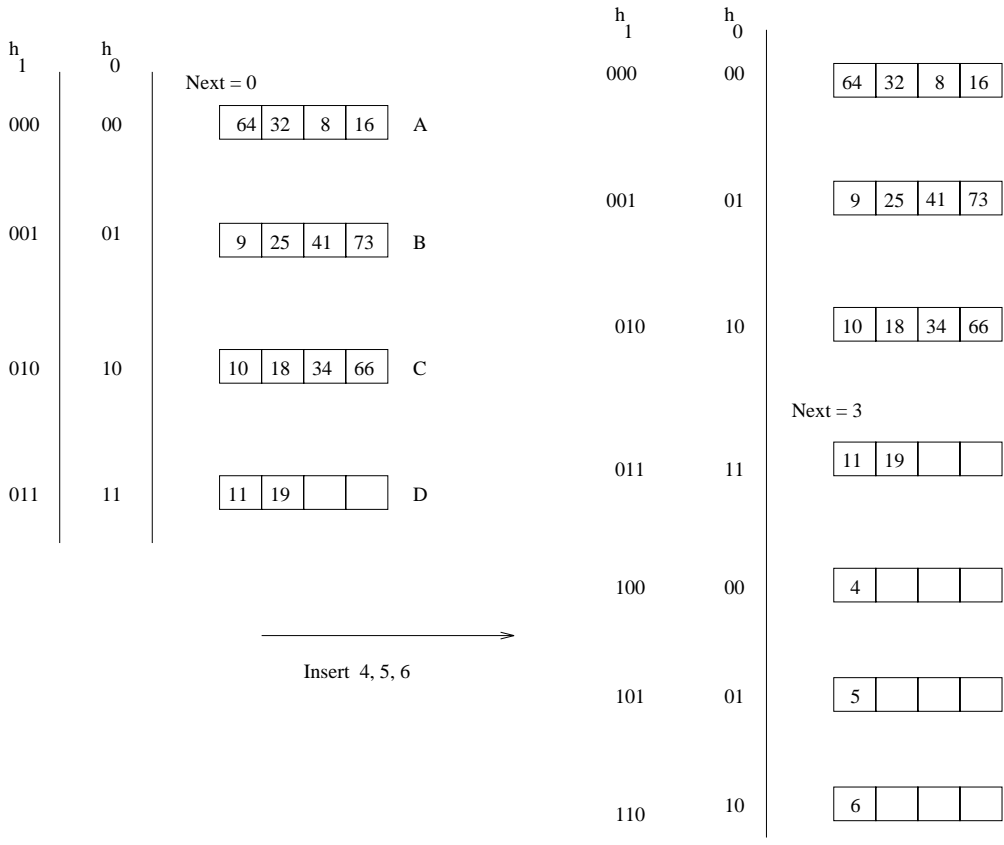 h1 h0
Next = 0
000 00 64 32 8 16 A
001 01 9 25 41 73 B
010 10 10 18 34 66 C
011 11 11 19 D
Insert 4, 5, 6
h1 h0
000 00 64 32 8 16
001 01 9 25 41 73
010 10 10 18 34 66
Next = 3
011 11 11 19
100 00 4
101 01 5
110 10 6